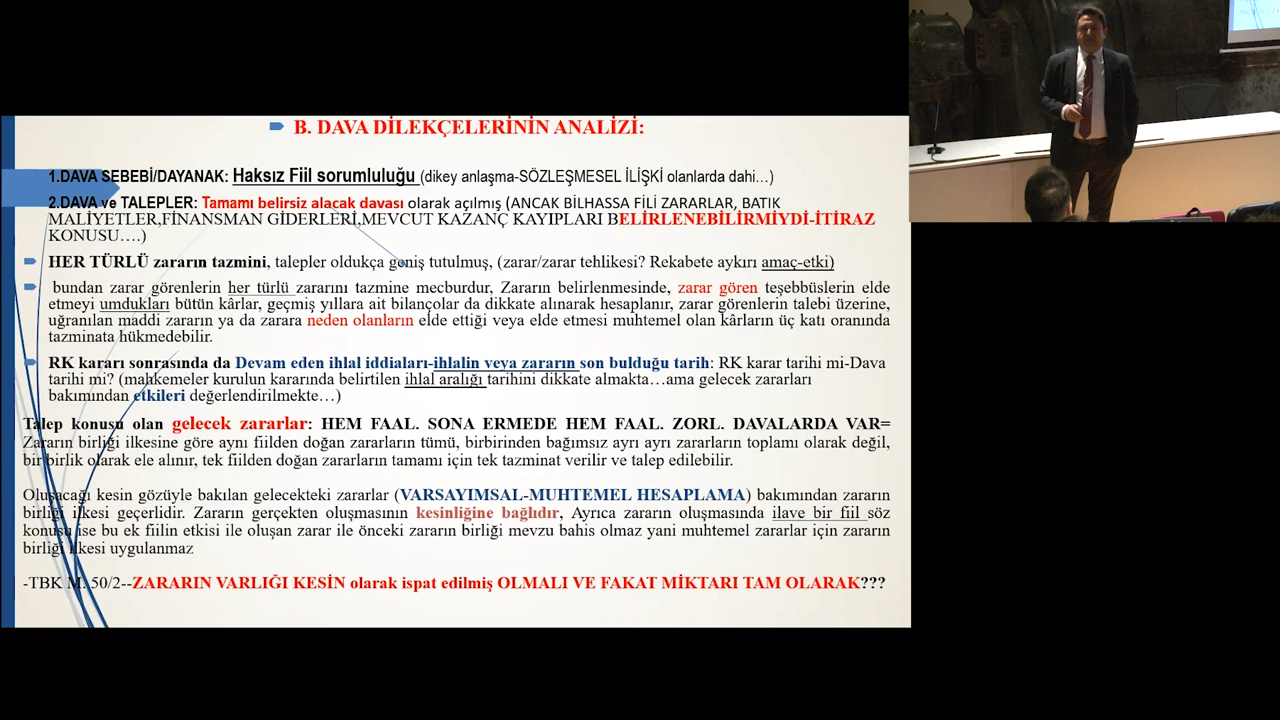 B. DAVA DİLEKÇELERİNİN ANALİZİ:
1.DAVA SEBEBİ/DAYANAK: Haksız Fiil sorumluluğu (dikey anlaşma-SÖZLEŞMESEL İLİŞKİ olanlarda dahi…)
2.DAVA ve TALEPLER: Tamamı belirsiz alacak davası olarak açılmış (ANCAK BİLHASSA FİLİ ZARARLAR, BATIK
MALİYETLER,FİNANSMAN GİDERLERİ,MEVCUT KAZANÇ KAYIPLARI BELİRLENEBİLİRMİYDİ-İTİRAZ
KONUSU….)
HER TÜRLÜ zararın tazmini, talepler oldukça geniş tutulmuş, (zarar/zarar tehlikesi? Rekabete aykırı amaç-etki)
bundan zarar görenlerin her türlü zararını tazmine mecburdur, Zararın belirlenmesinde, zarar gören teşebbüslerin elde
etmeyi umdukları bütün kârlar, geçmiş yıllara ait bilançolar da dikkate alınarak hesaplanır, zarar görenlerin talebi üzerine,
uğranılan maddi zararın ya da zarara neden olanların elde ettiği veya elde etmesi muhtemel olan kârların üç katı oranında
tazminata hükmedebilir.
RK kararı sonrasında da Devam eden ihlal iddiaları-ihlalin veya zararın son bulduğu tarih: RK karar tarihi mi-Dava
tarihi mi? (mahkemeler kurulun kararında belirtilen ihlal aralığı tarihini dikkate almakta…ama gelecek zararları
bakımından etkileri değerlendirilmekte…)
Talep konusu olan gelecek zararlar: HEM FAAL. SONA ERMEDE HEM FAAL. ZORL. DAVALARDA VAR=
Zararın birliği ilkesine göre aynı fiilden doğan zararların tümü, birbirinden bağımsız ayrı ayrı zararların toplamı olarak değil,
bir birlik olarak ele alınır, tek fiilden doğan zararların tamamı için tek tazminat verilir ve talep edilebilir.
Oluşacağı kesin gözüyle bakılan gelecekteki zararlar (VARSAYIMSAL-MUHTEMEL HESAPLAMA) bakımından zararın
birliği ilkesi geçerlidir. Zararın gerçekten oluşmasının kesinliğine bağlıdır, Ayrıca zararın oluşmasında ilave bir fiil söz
konusu ise bu ek fiilin etkisi ile oluşan zarar ile önceki zararın birliği mevzu bahis olmaz yani muhtemel zararlar için zararın
birliği ilkesi uygulanmaz
-TBK M. 50/2--ZARARIN VARLIĞI KESİN olarak ispat edilmiş OLMALI VE FAKAT MİKTARI TAM OLARAK???